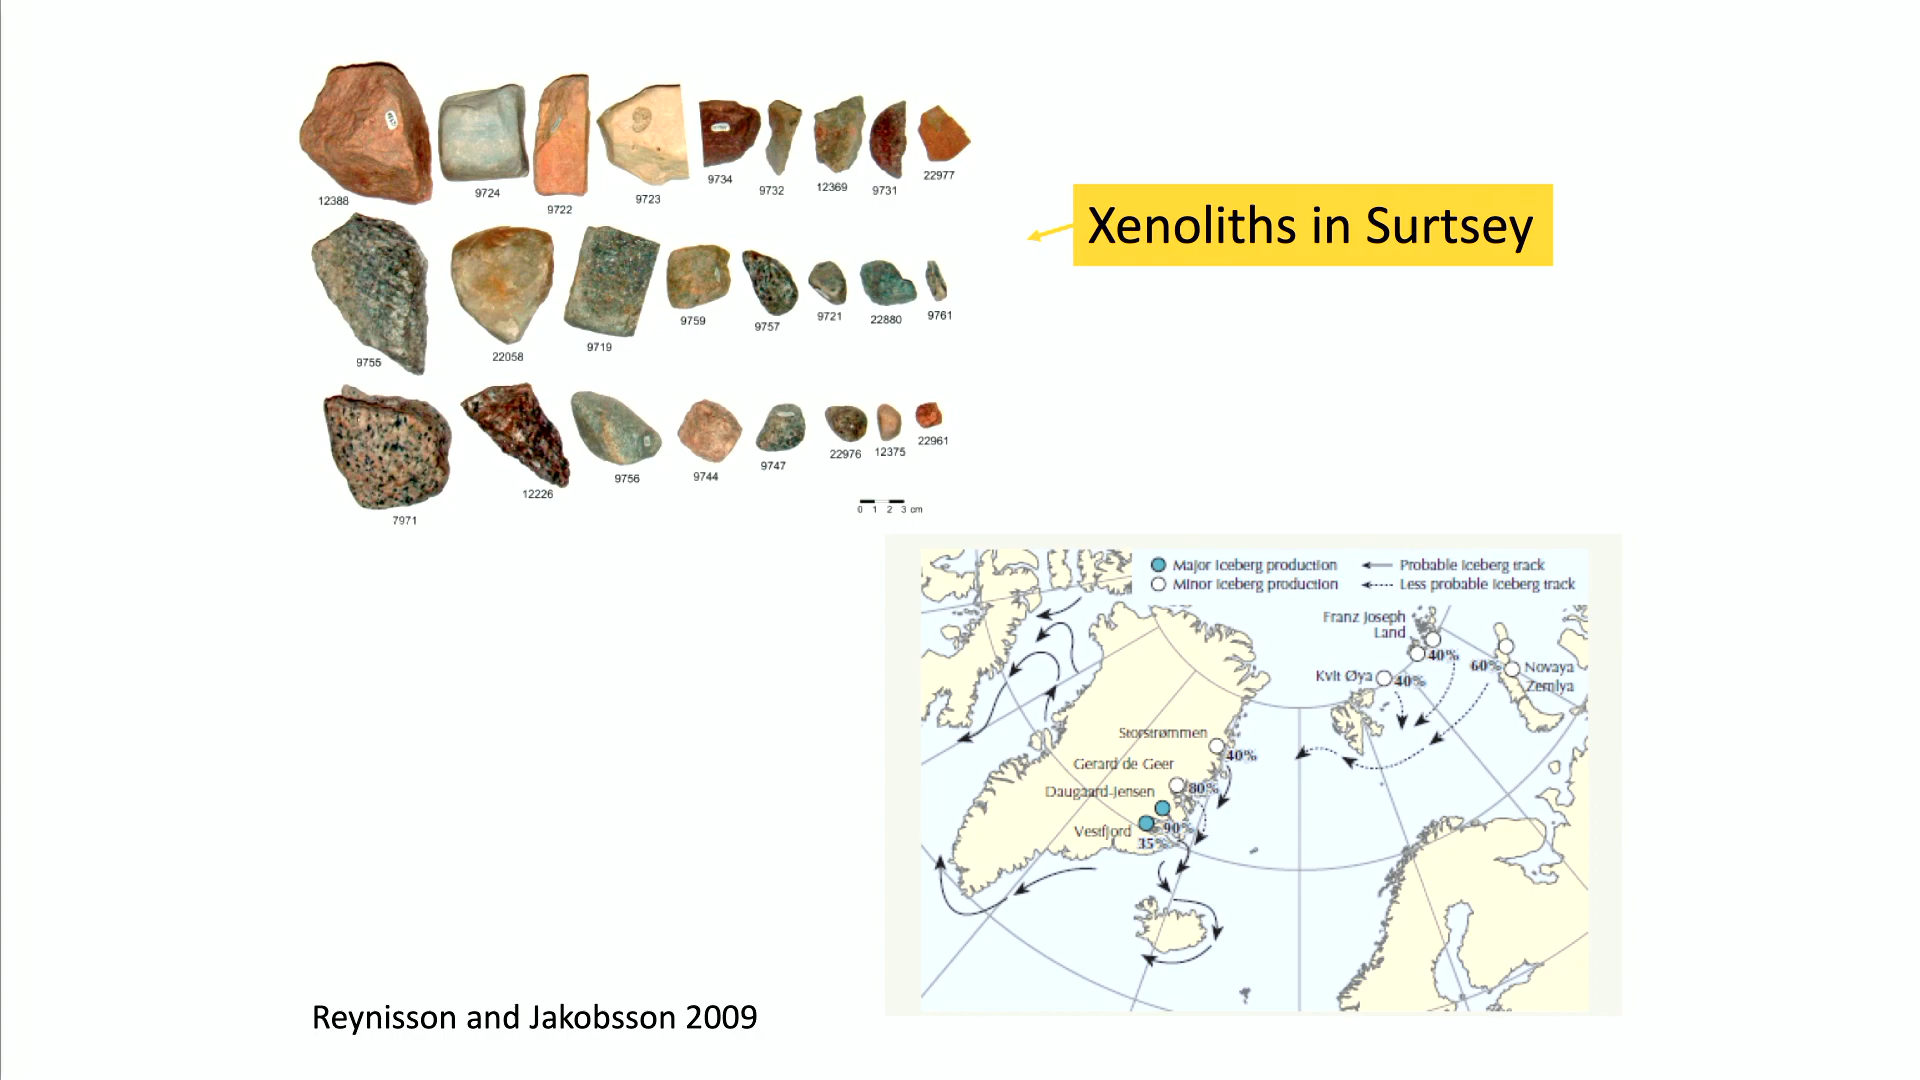 12388
9724
9722
9723
9734
9732
12369
9731
22977
Xenoliths in Surtsey
9755
22058
9719
9759
9757
9721
22880
9761
7971
12226
9756
9744
9747
22976
12375
22961
0 1 2 3 cm
Major iceberg production
Minor iceberg production
Probable iceberg track
Less probable iceberg track
Franz Joseph
Land
40%
Kvit Øya
40%
60%
Novaya
Zemlya
Storstrømmen
40%
Gerard de Geer
80%
Daugaard-Jensen
90%
Vestfjord
35%
Reynisson and Jakobsson 2009